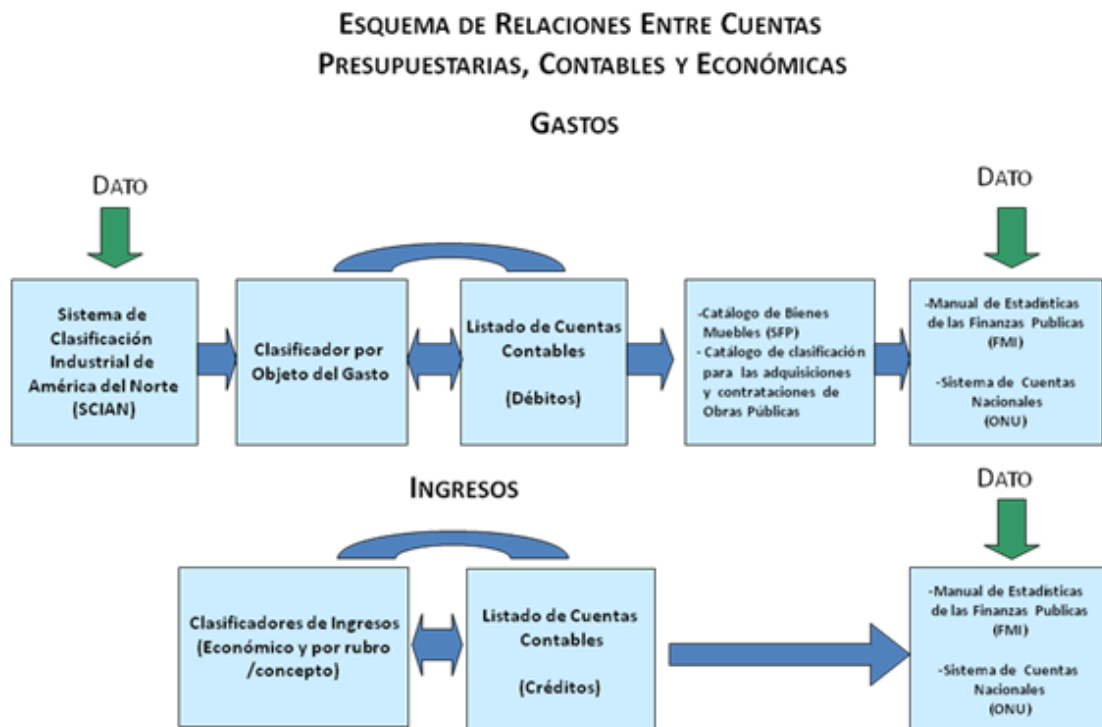 ESQUEMA DE RELACIONES ENTRE CUENTAS
PRESUPUESTARIAS, CONTABLES Y ECONÓMICAS
GASTOS
DATO
DATO
Sistema de
Clasificación
Industrial de
América del Norte
(SCIAN)
Clasificador por
Objeto del Gasto
Listado de Cuentas
Contables
(Débitos)
-Catálogo de Bienes
Muebles (SFP)
- Catálogo de clasificación
para las adquisiciones
y contrataciones de
Obras Públicas
-Manual de Estadísticas
de las Finanzas Publicas
(FMI)
-Sistema de Cuentas
Nacionales
(ONU)
INGRESOS
DATO
Clasificadores de Ingresos
(Económico y por rubro
/concepto)
Listado de Cuentas
Contables
(Créditos)
-Manual de Estadísticas
de las Finanzas Publicas
(FMI)
-Sistema de Cuentas
Nacionales
(ONU)